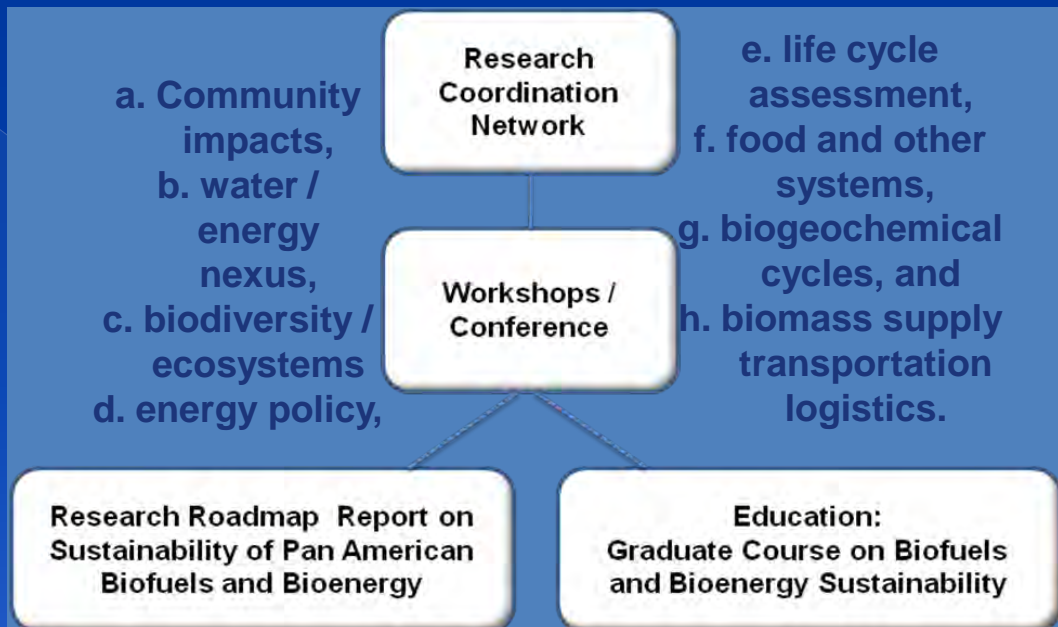 Research
Coordination
Network
a. Community
impacts,
b. water /
energy
nexus,
c. biodiversity /
ecosystems
d. energy policy,
e. life cycle
assessment,
f. food and other
systems,
g. biogeochemical
cycles, and
h. biomass supply
transportation
logistics.
Workshops /
Conference
Research Roadmap Report on
Sustainability of Pan American
Biofuels and Bioenergy
Education:
Graduate Course on Biofuels
and Bioenergy Sustainability